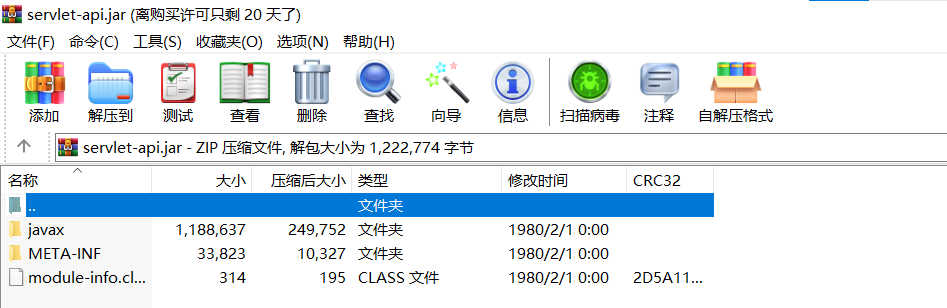 servlet-api.jar (离购买许可只剩 20 天了)
文件(F) 命令(C) 工具(S) 收藏夹(O) 选项(N) 帮助(H)
添加 解压到 测试 查看 删除 查找 向导 信息 扫描病毒 注释 自解压格式
servlet-api.jar - ZIP 压缩文件, 解包大小为 1,222,774 字节
名称 大小 压缩后大小 类型 修改时间 CRC32
.. 文件夹
javax 1,188,637 249,752 文件夹 1980/2/1 0:00
META-INF 33,823 10,327 文件夹 1980/2/1 0:00
module-info.cl... 314 195 CLASS 文件 1980/2/1 0:00 2D5A11...